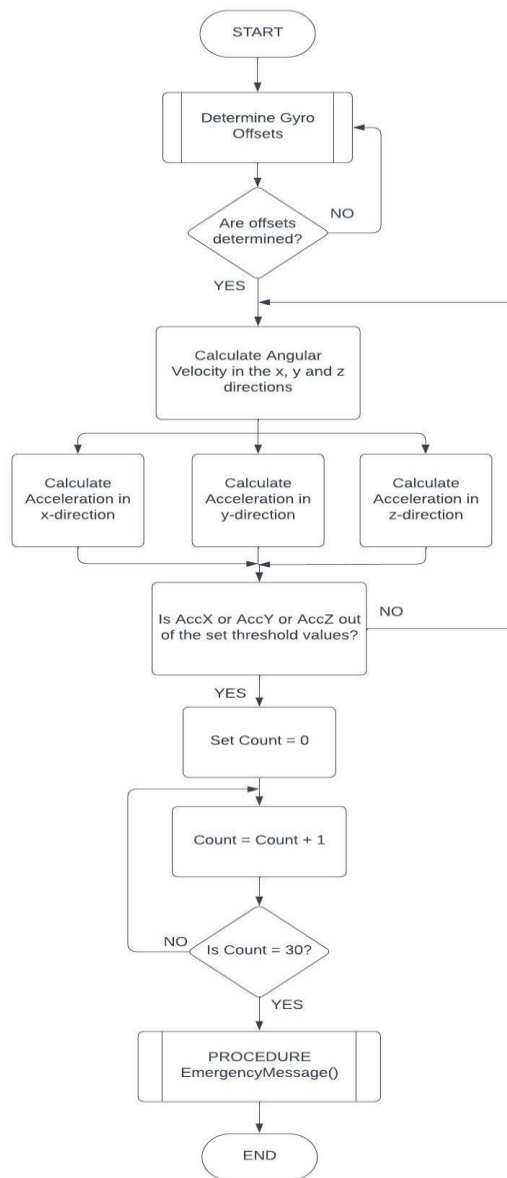 START
Determine Gyro
Offsets
NO
Are offsets
determined?
YES
Calculate Angular
Velocity in the x, y and z
directions
Calculate
Acceleration in
x-direction
Calculate
Acceleration in
y-direction
Calculate
Acceleration in
z-direction
Is AccX or AccY or AccZ out
of the set threshold values?
NO
YES
Set Count = 0
Count = Count + 1
NO
Is Count = 30?
YES
PROCEDURE
EmergencyMessage()
END